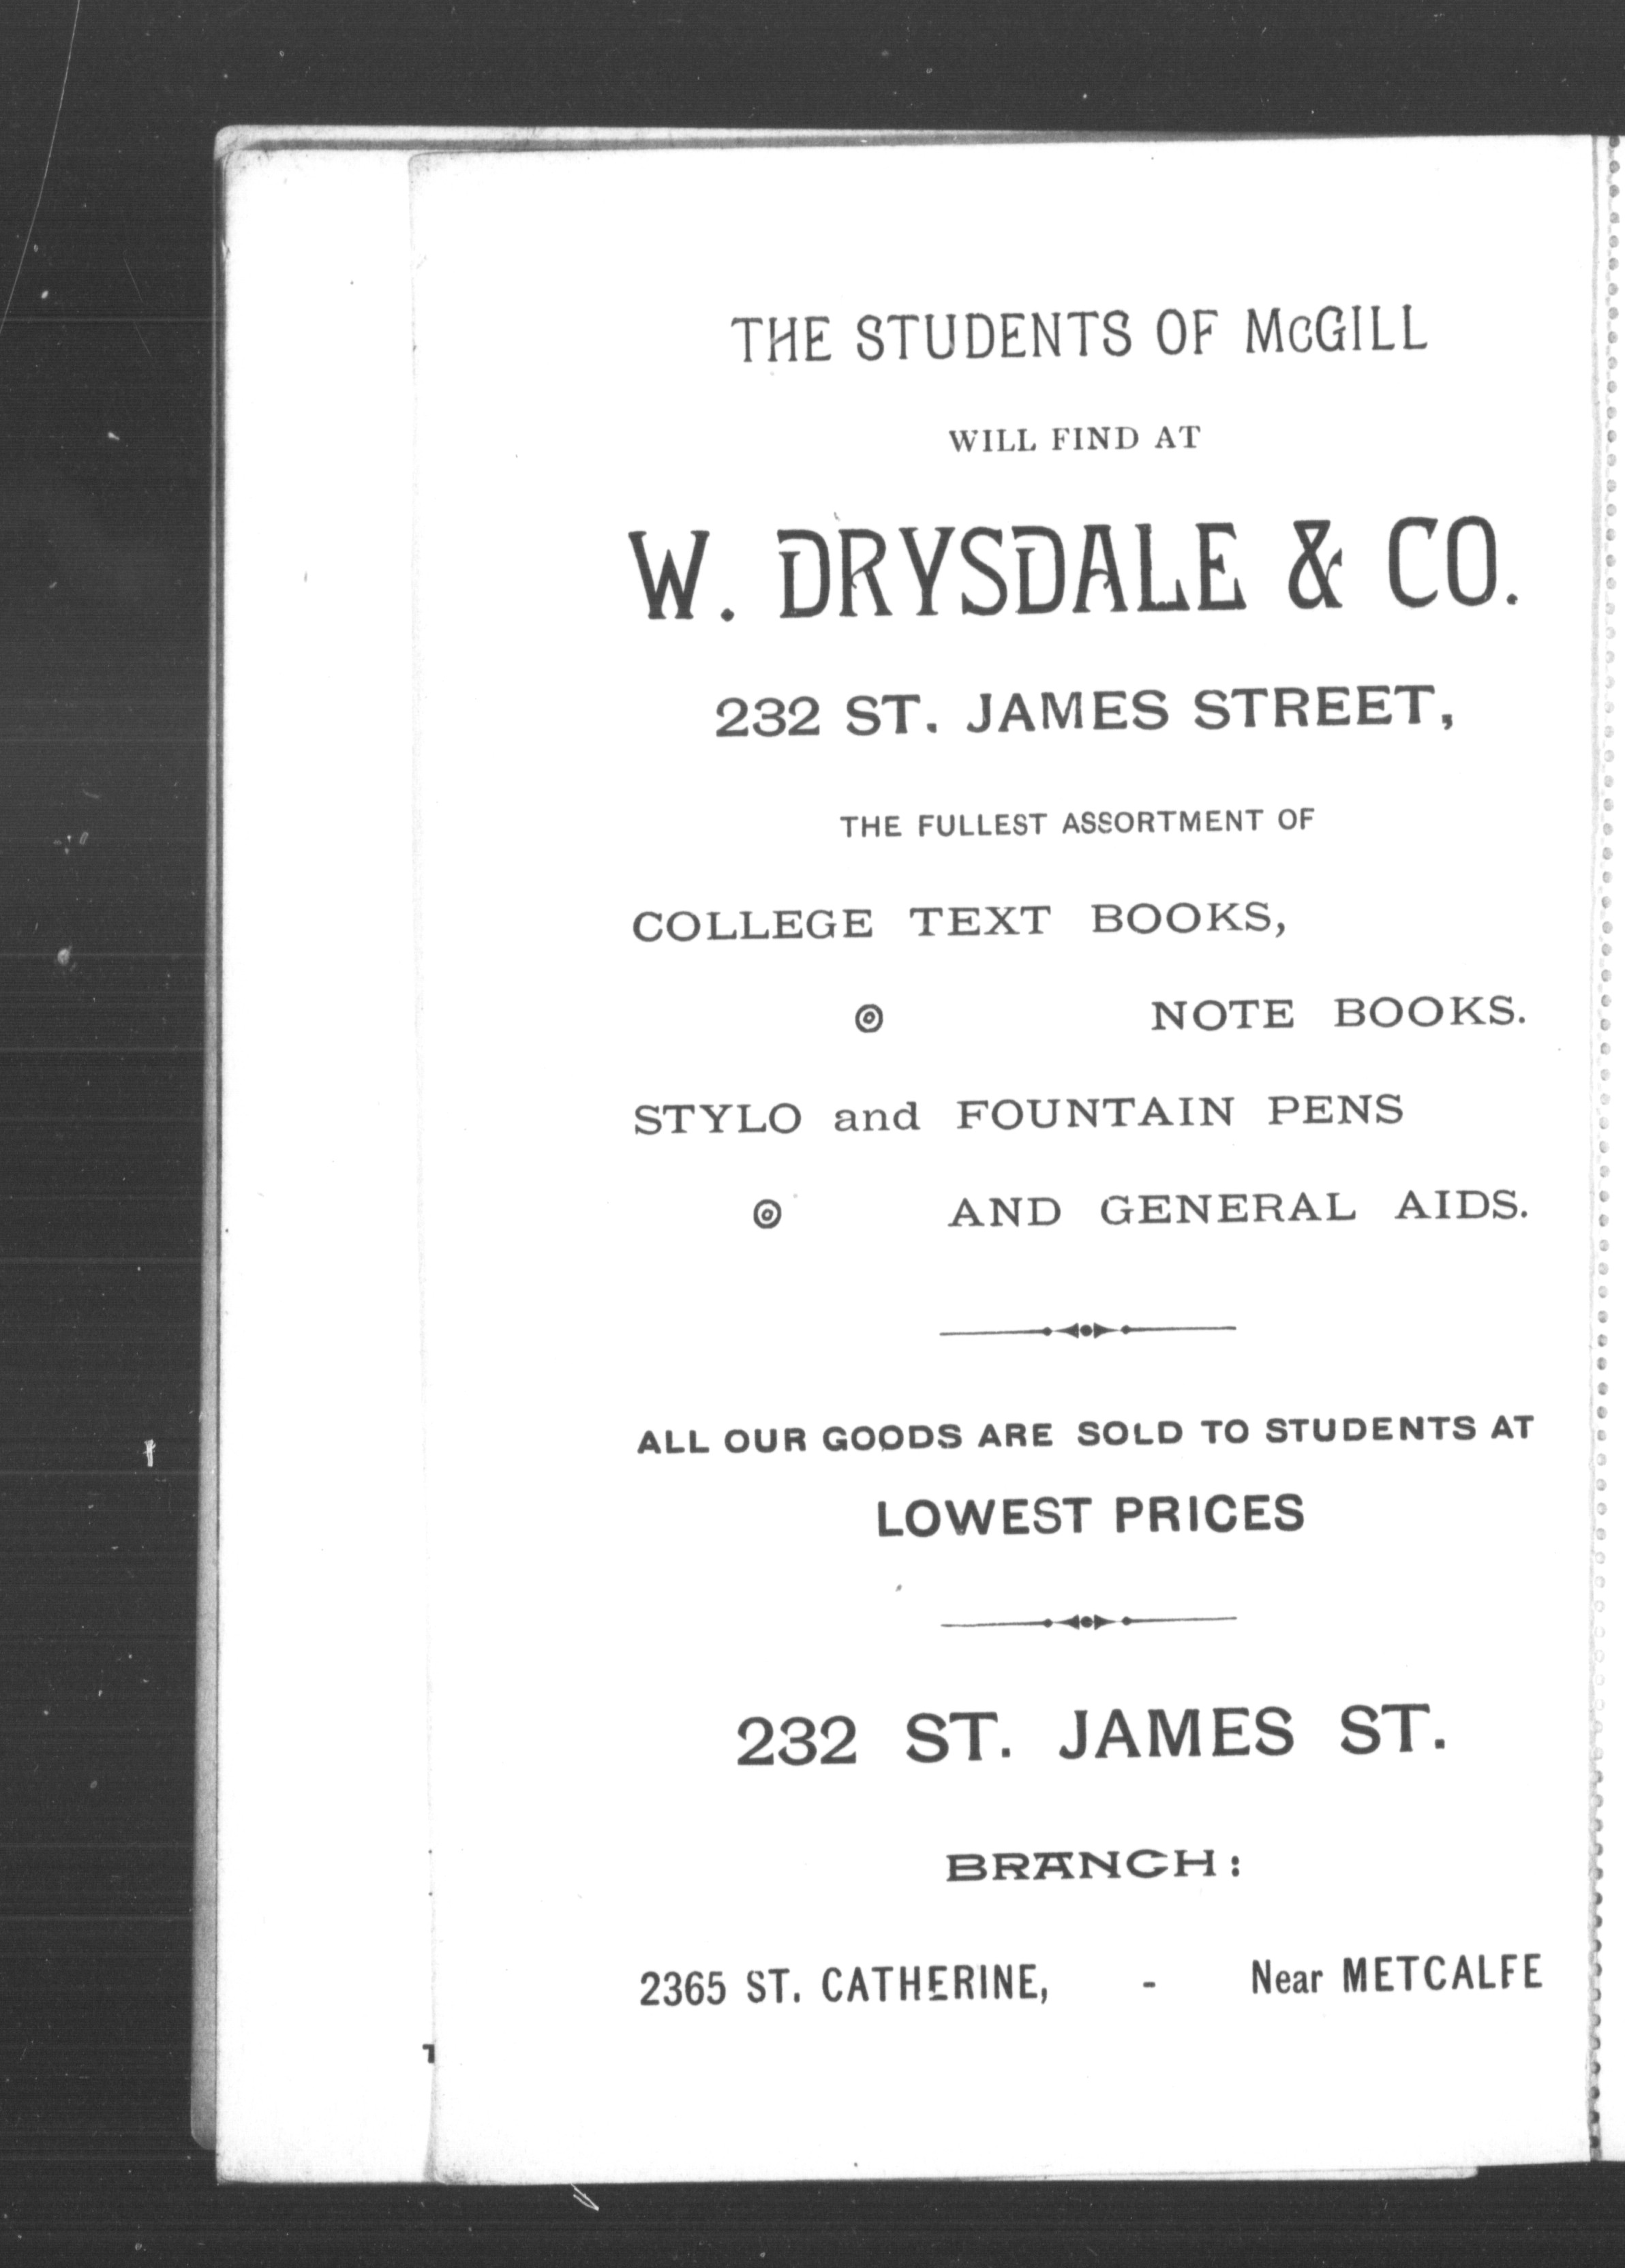 THE STUDENTS OF McGILL
WILL FIND AT
W. DRYSDALE & CO.
232 ST. JAMES STREET,
THE FULLEST ASSORTMENT OF
COLLEGE TEXT BOOKS,
NOTE BOOKS.
STYLO and FOUNTAIN PENS
AND GENERAL AIDS.
ALL OUR GOODS ARE SOLD TO STUDENTS AT
LOWEST PRICES
232 ST. JAMES ST.
BRANCH:
2365 ST. CATHERINE, - Near METCALFE